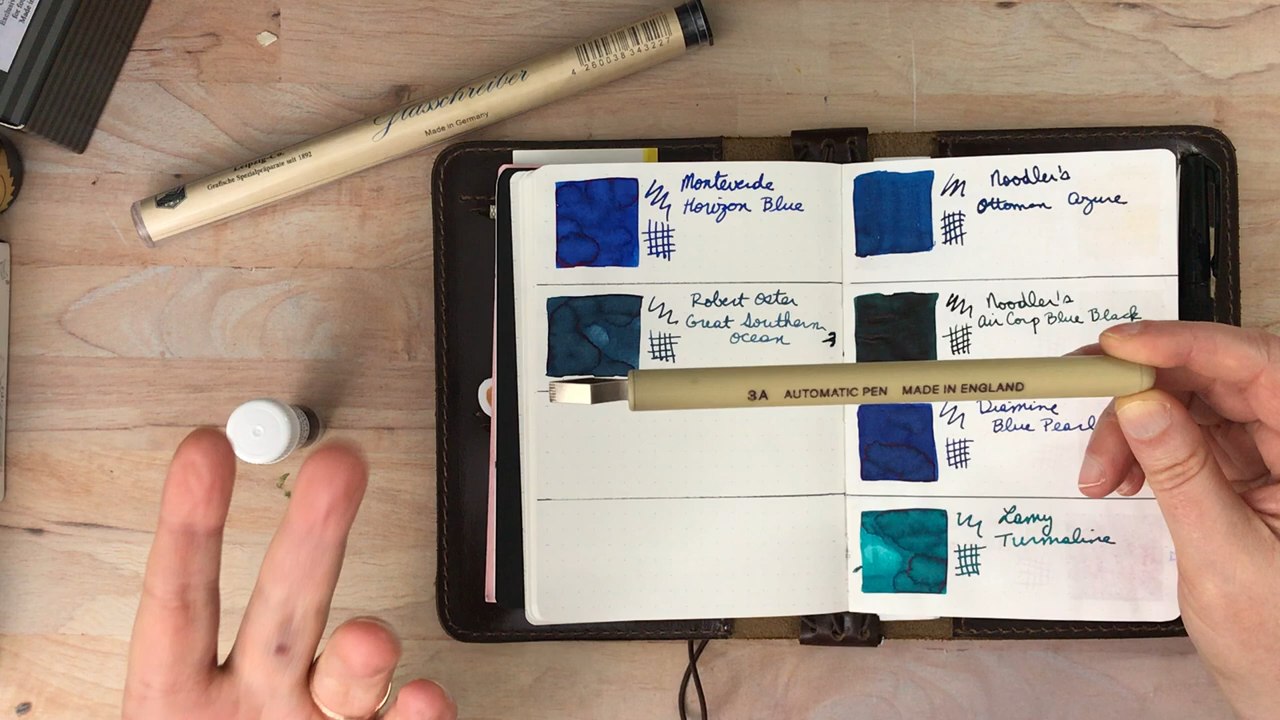 Glasschreiber
Made in Germany
Grafische Spezialpräparate seit 1892
4 260038 343227
Monteverde
Horizon Blue
Robert Oster
Great Southern
Ocean
Noodler's
Ottoman Azure
Noodler's
Air Corp Blue Black
3A AUTOMATIC PEN MADE IN ENGLAND
Diamine
Blue Pearl
Lamy
Turmaline